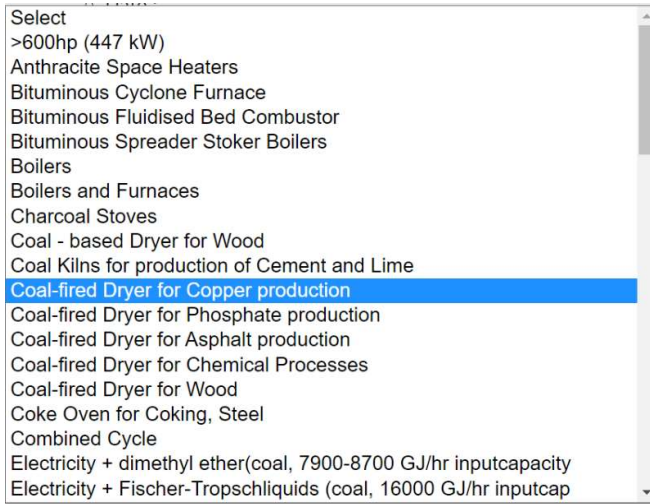 Select
>600hp (447 kW)
Anthracite Space Heaters
Bituminous Cyclone Furnace
Bituminous Fluidised Bed Combustor
Bituminous Spreader Stoker Boilers
Boilers
Boilers and Furnaces
Charcoal Stoves
Coal - based Dryer for Wood
Coal Kilns for production of Cement and Lime
Coal-fired Dryer for Copper production
Coal-fired Dryer for Phosphate production
Coal-fired Dryer for Asphalt production
Coal-fired Dryer for Chemical Processes
Coal-fired Dryer for Wood
Coke Oven for Coking, Steel
Combined Cycle
Electricity + dimethyl ether(coal, 7900-8700 GJ/hr inputcapacity
Electricity + Fischer-Tropschliquids (coal, 16000 GJ/hr inputcap